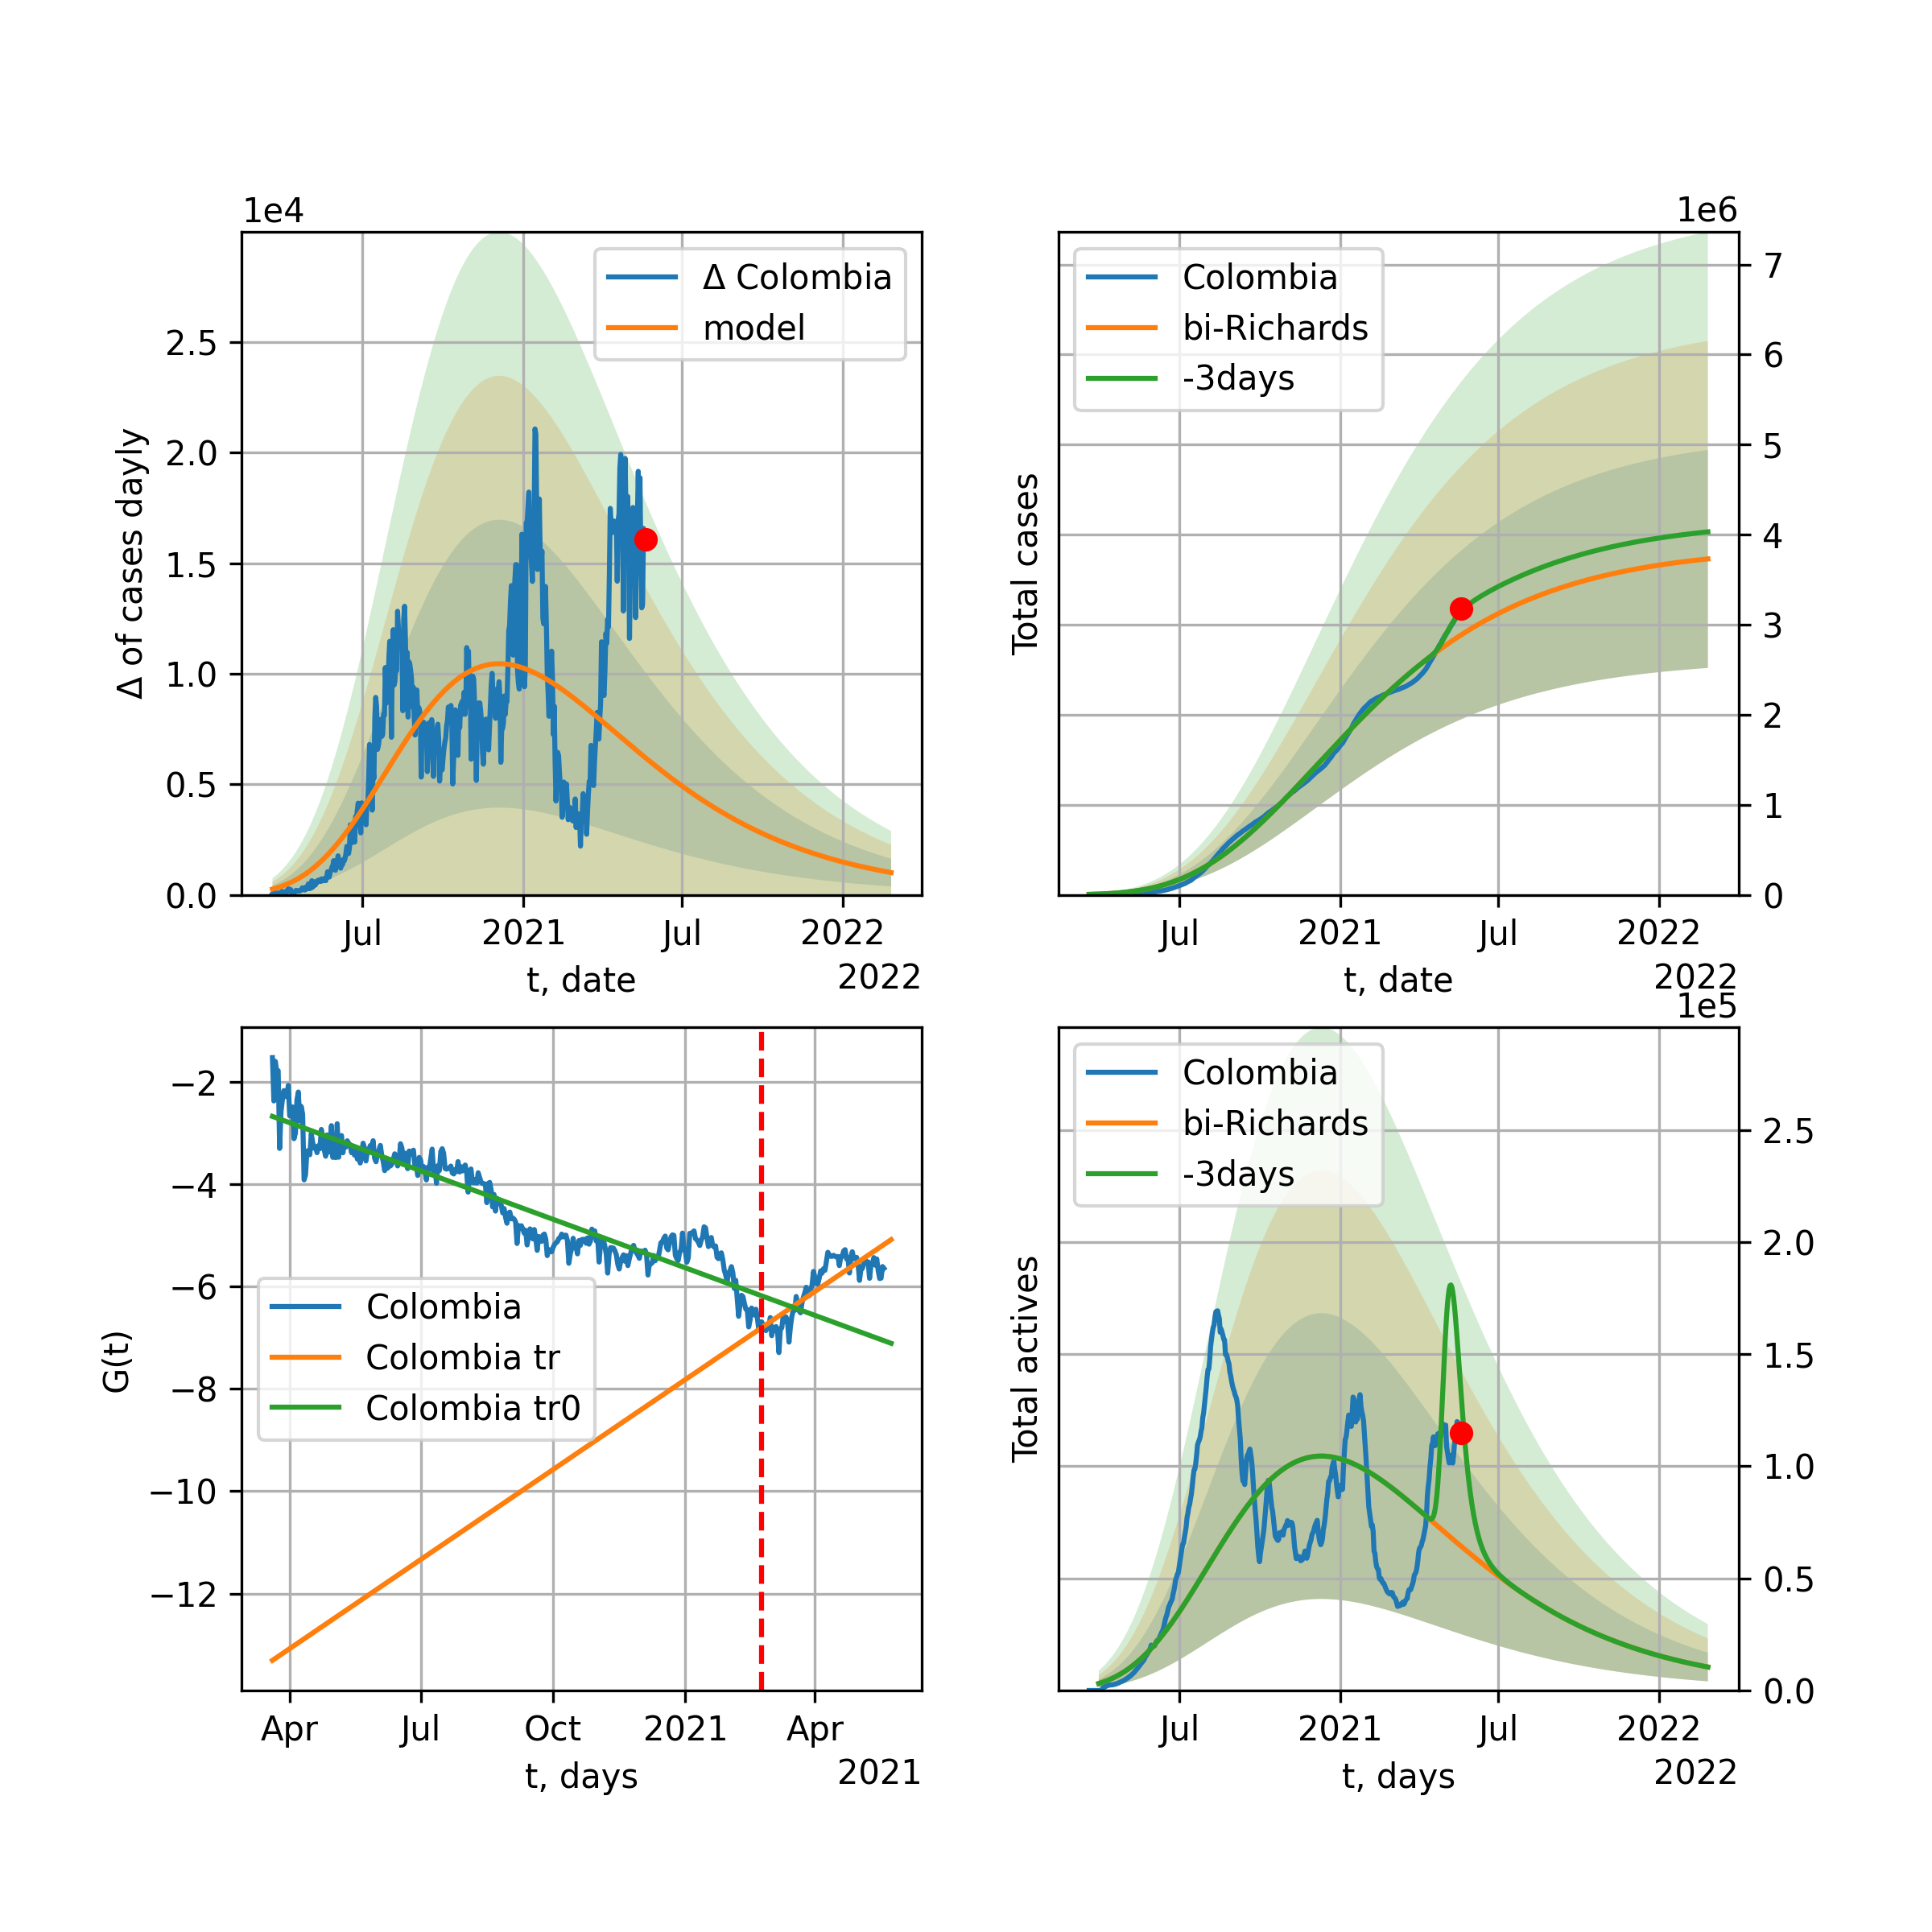 1e4
Δ of cases dayly
2.5
2.0
1.5
1.0
0.5
0.0
Δ Colombia
model
Jul
2021
Jul
2022
t, date
2022
1e6
Total cases
Colombia
bi-Richards
-3days
7
6
5
4
3
2
1
0
Jul
2021
Jul
2022
t, date
2022
G(t)
−2
−4
−6
−8
−10
−12
Colombia
Colombia tr
Colombia tr0
Apr
Jul
Oct
2021
Apr
t, days
2021
1e5
Total actives
Colombia
bi-Richards
-3days
2.5
2.0
1.5
1.0
0.5
0.0
Jul
2021
Jul
2022
t, days
2022